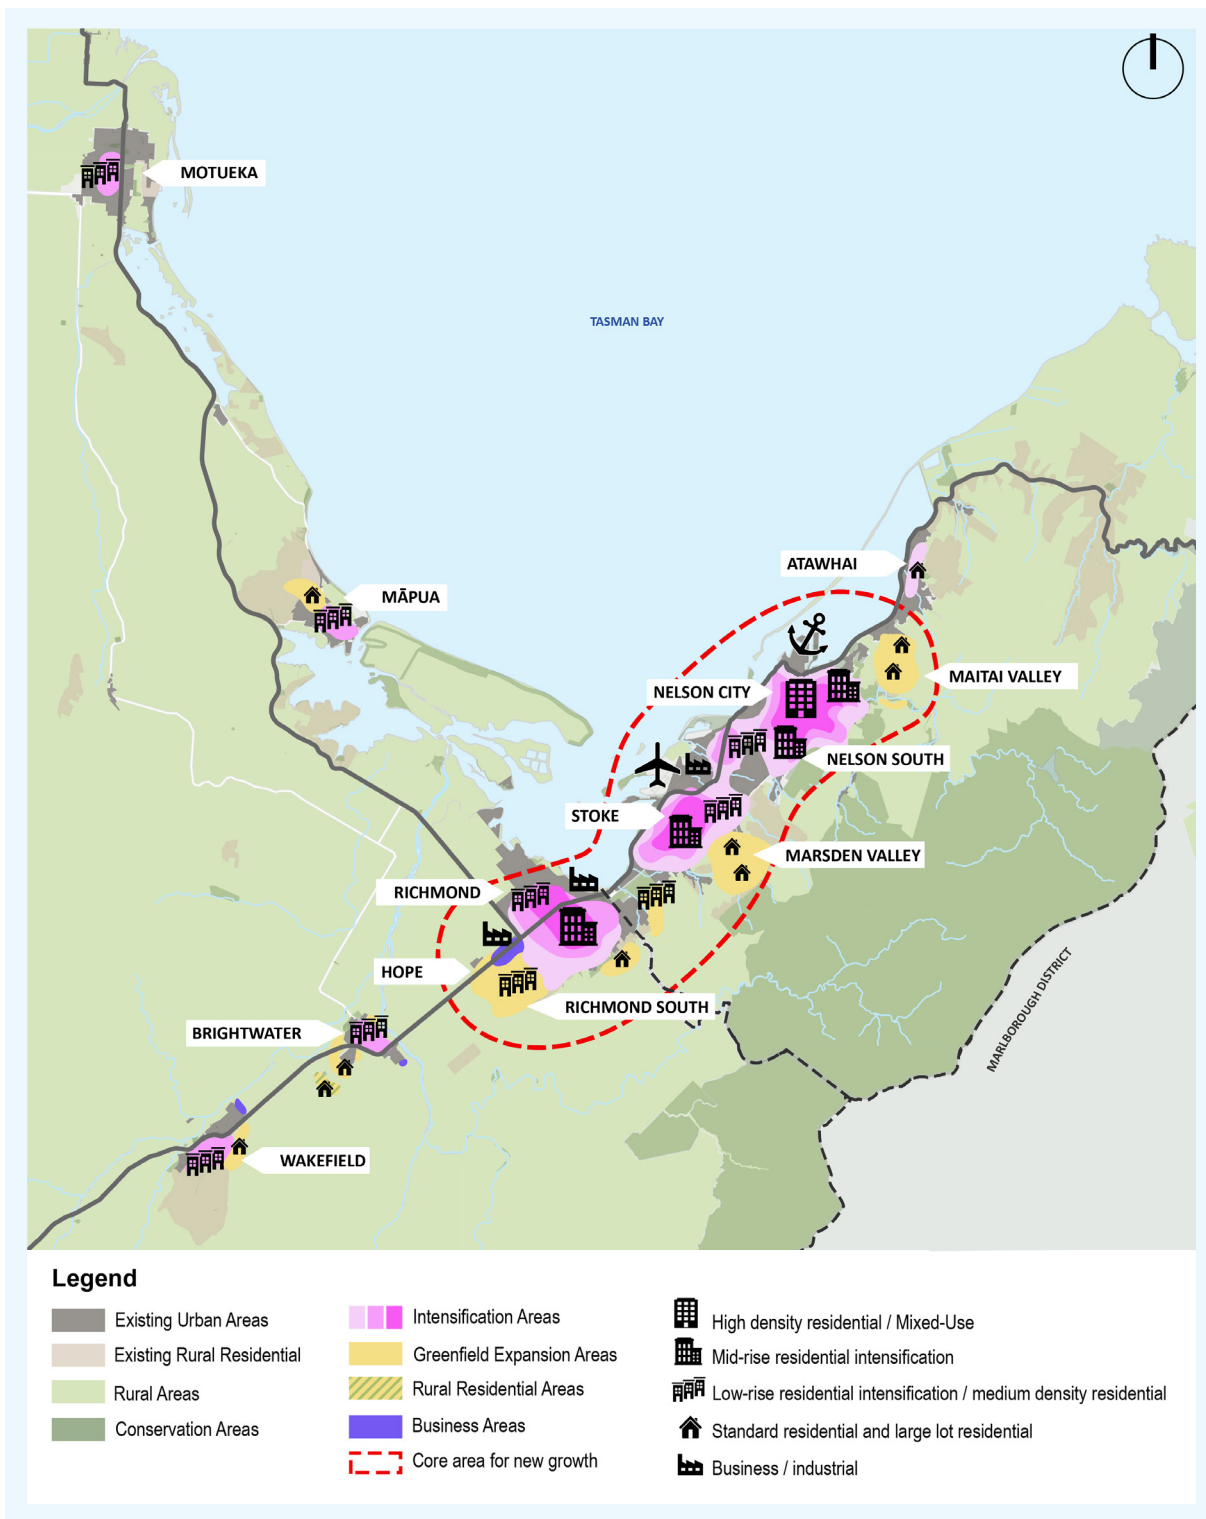 MOTUEKA
TASMAN BAY
ATAWHAI
MĀPUA
MAITAI VALLEY
NELSON CITY
NELSON SOUTH
STOKE
MARSDEN VALLEY
RICHMOND
HOPE
RICHMOND SOUTH
MARLBOROUGH DISTRICT
BRIGHTWATER
WAKEFIELD
Legend
Existing Urban Areas
Existing Rural Residential
Rural Areas
Conservation Areas
Intensification Areas
Greenfield Expansion Areas
Rural Residential Areas
Business Areas
Core area for new growth
High density residential / Mixed-Use
Mid-rise residential intensification
Low-rise residential intensification / medium density residential
Standard residential and large lot residential
Business / industrial